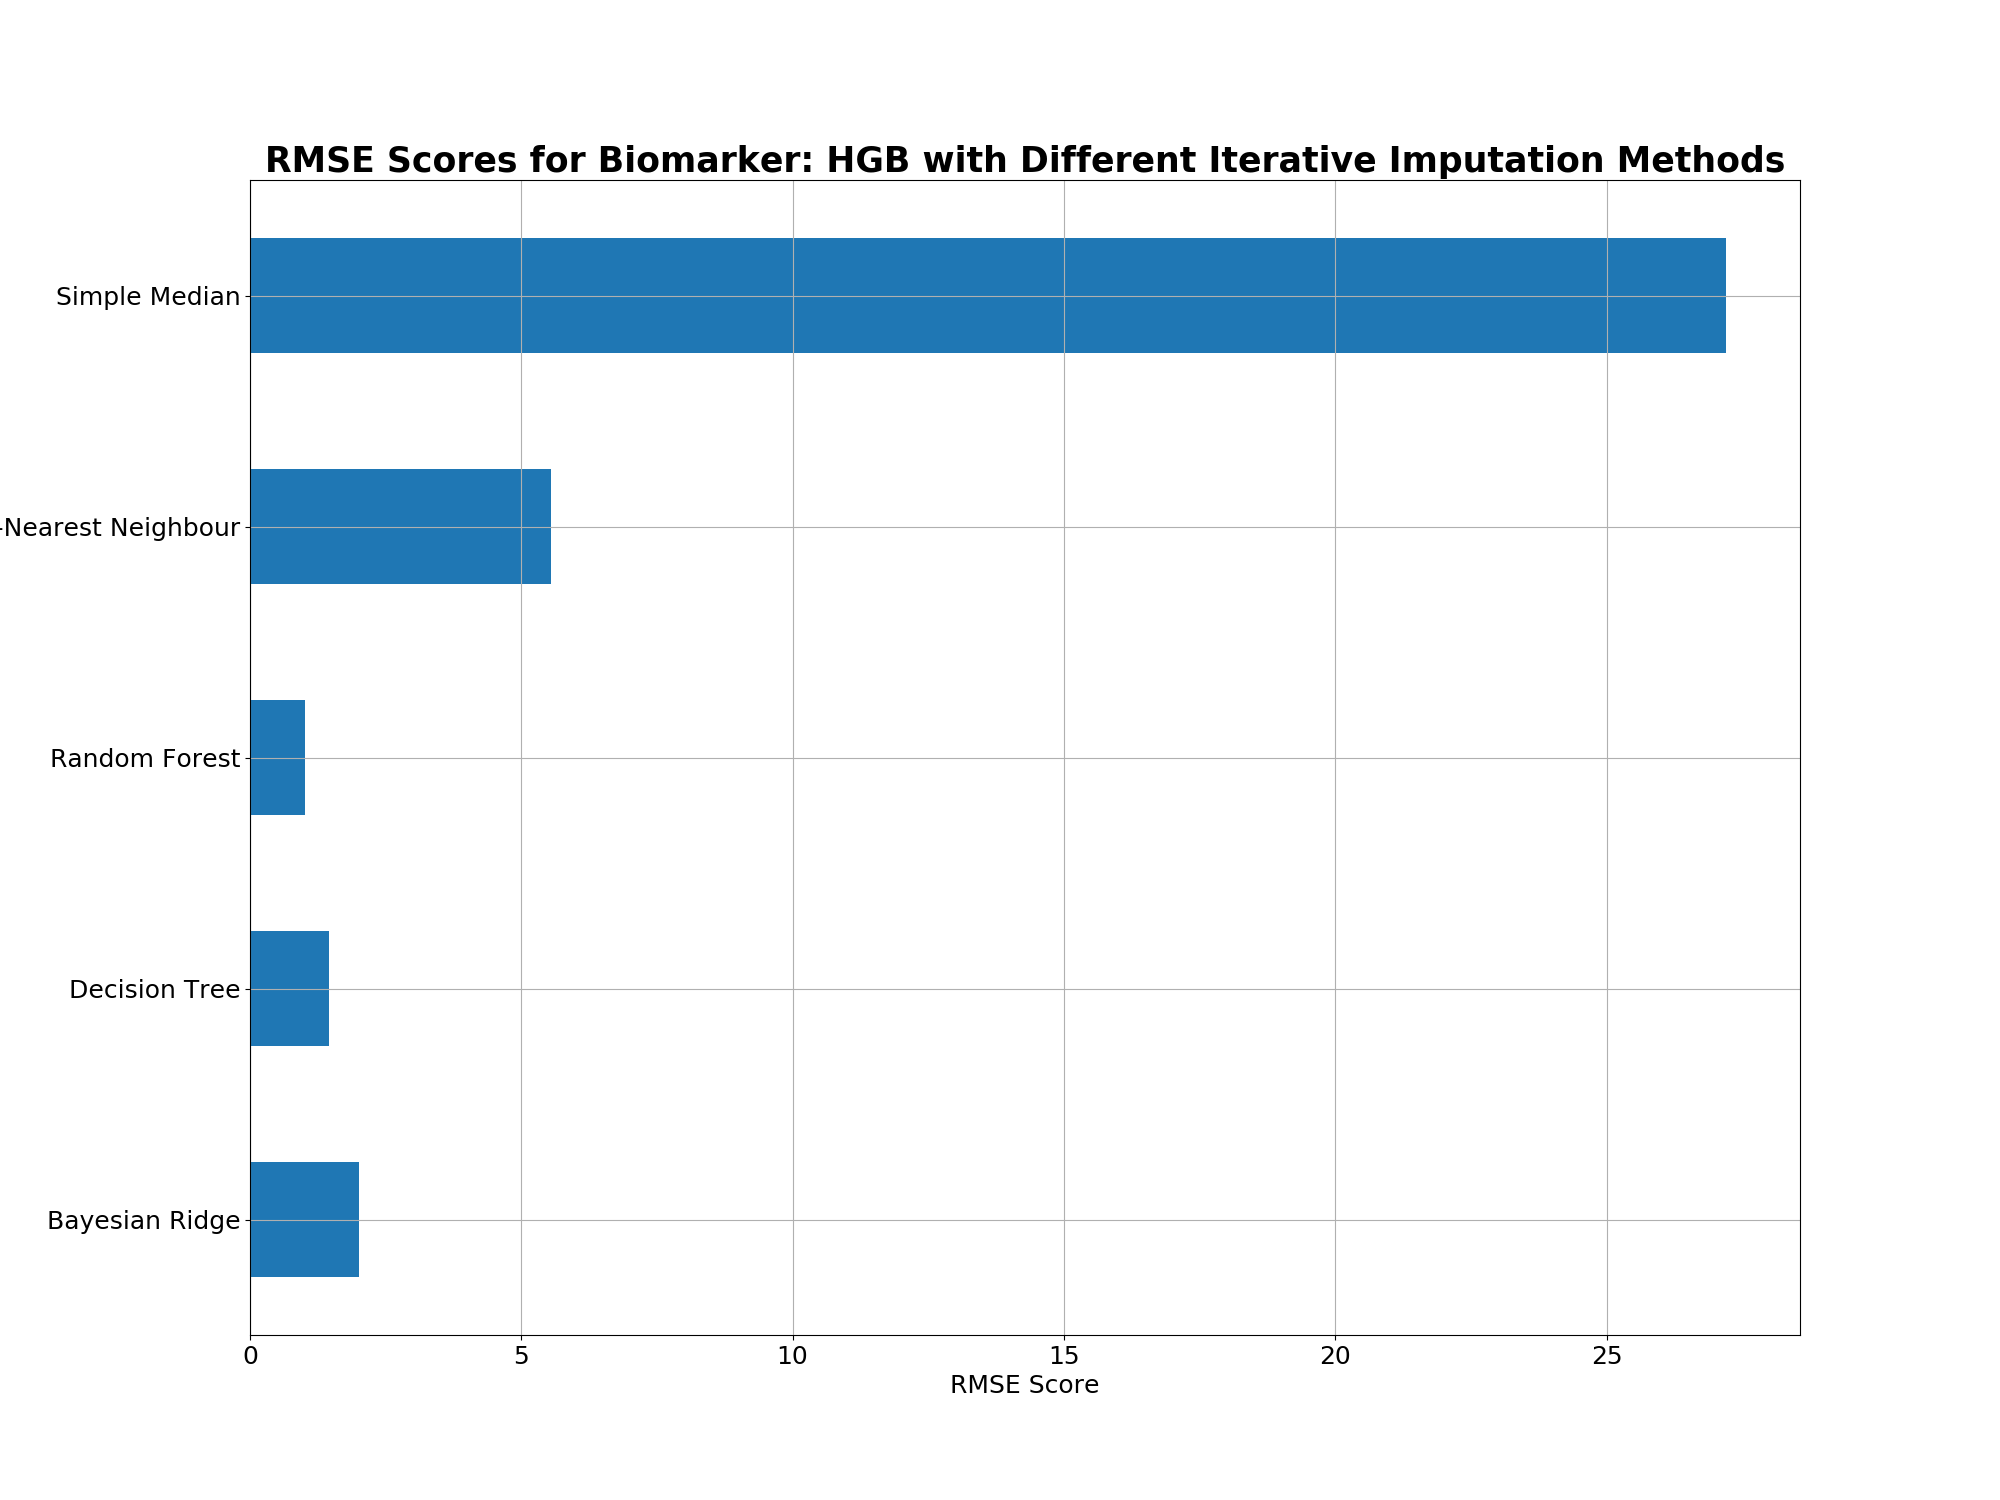 RMSE Scores for Biomarker: HGB with Different Iterative Imputation Methods
Simple Median
-Nearest Neighbour
Random Forest
Decision Tree
Bayesian Ridge
0 5 10 15 20 25
RMSE Score